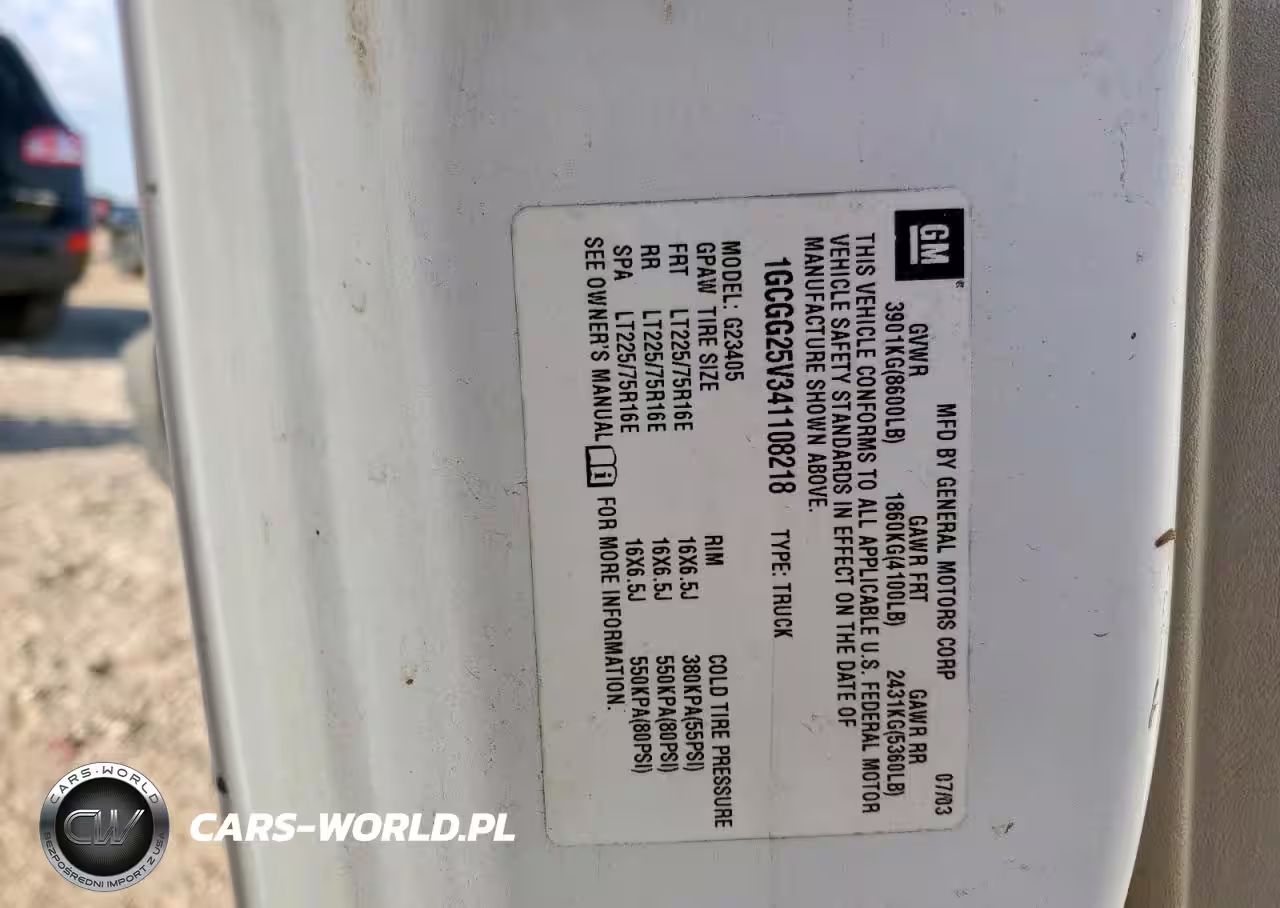 GM
MFD BY GENERAL MOTORS CORP 07/03
GVWR GAWR FRT GAWR RR
3901KG(8600LB) 1860KG(4100LB) 2431KG(5360LB)
THIS VEHICLE CONFORMS TO ALL APPLICABLE U.S. FEDERAL MOTOR
VEHICLE SAFETY STANDARDS IN EFFECT ON THE DATE OF
MANUFACTURE SHOWN ABOVE.
1GCGG25V341108218 TYPE: TRUCK
MODEL: G23405
GPAW TIRE SIZE RIM COLD TIRE PRESSURE
FRT LT225/75R16E 16X6.5J 380KPA(55PSI)
RR LT225/75R16E 16X6.5J 550KPA(80PSI)
SPA LT225/75R16E 16X6.5J 550KPA(80PSI)
SEE OWNER'S MANUAL FOR MORE INFORMATION.
CARS-WORLD
CW
BEZPOŚREDNI IMPORT Z USA
CARS-WORLD.PL